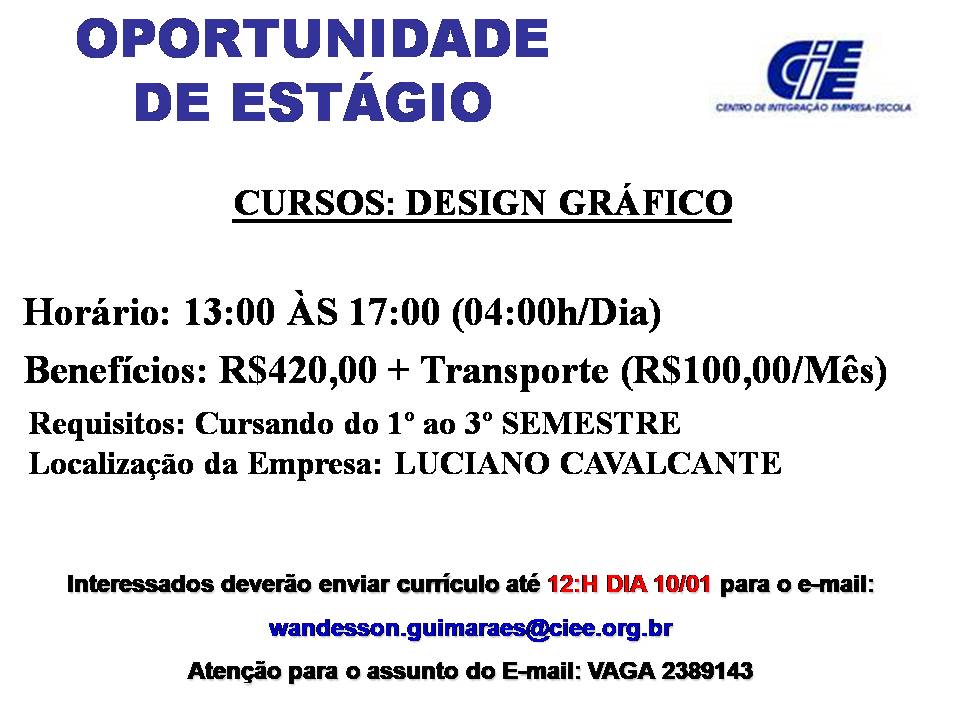 OPORTUNIDADE
DE ESTÁGIO
CIEE
CENTRO DE INTEGRAÇÃO EMPRESA-ESCOLA
CURSOS: DESIGN GRÁFICO
Horário: 13:00 ÀS 17:00 (04:00h/Dia)
Benefícios: R$420,00 + Transporte (R$100,00/Mês)
Requisitos: Cursando do 1º ao 3º SEMESTRE
Localização da Empresa: LUCIANO CAVALCANTE
Interessados deverão enviar currículo até 12:H DIA 10/01 para o e-mail:
wandesson.guimaraes@ciee.org.br
Atenção para o assunto do E-mail: VAGA 2389143